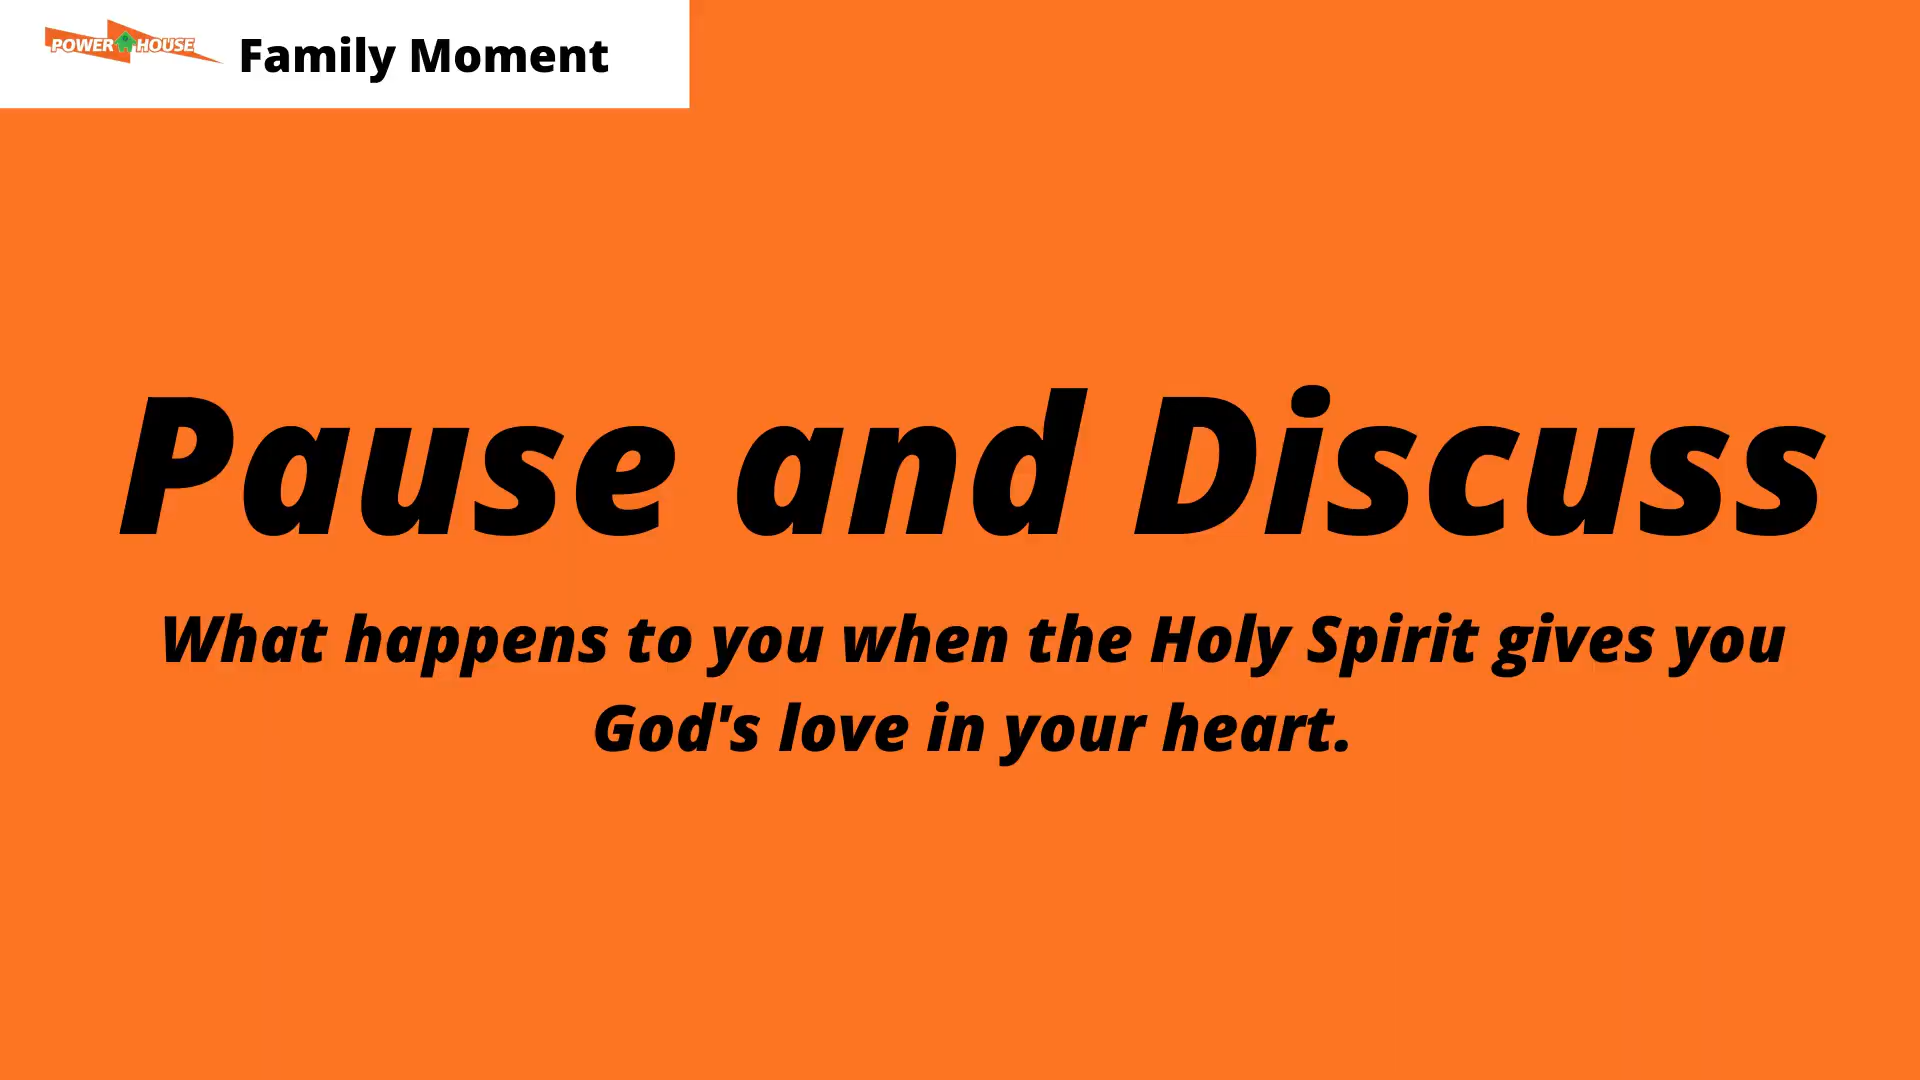 POWER HOUSE
Family Moment
Pause and Discuss
What happens to you when the Holy Spirit gives you
God's love in your heart.